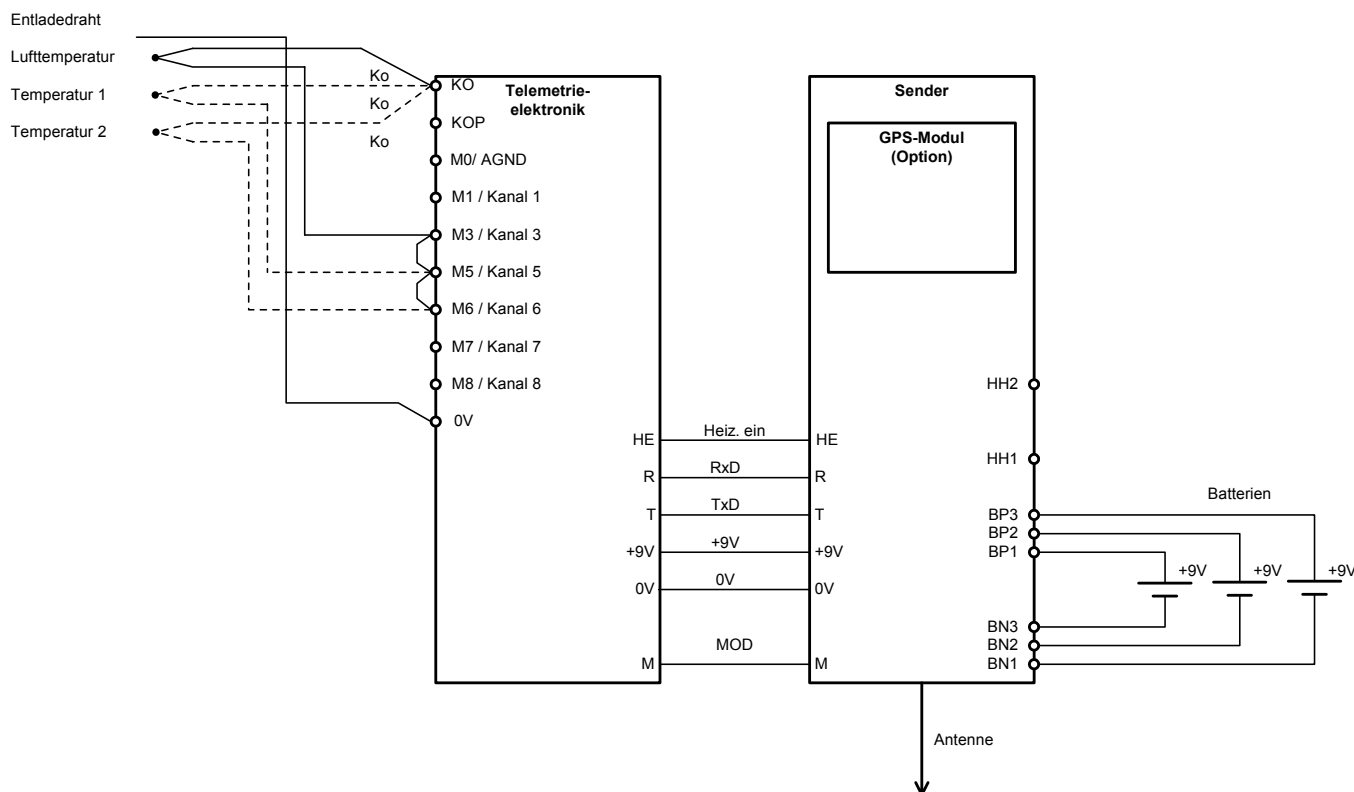 Entladedraht
Lufttemperatur
Temperatur 1
Temperatur 2
Ko
Ko
Ko
Telemetrie-
elektronik
KO
KOP
M0/ AGND
M1 / Kanal 1
M3 / Kanal 3
M5 / Kanal 5
M6 / Kanal 6
M7 / Kanal 7
M8 / Kanal 8
0V
HE
R
T
+9V
0V
M
Heiz. ein
RxD
TxD
+9V
0V
MOD
Sender
GPS-Modul
(Option)
HE
R
T
+9V
0V
M
HH2
HH1
BP3
BP2
BP1
BN3
BN2
BN1
Batterien
+9V
+9V
+9V
Antenne